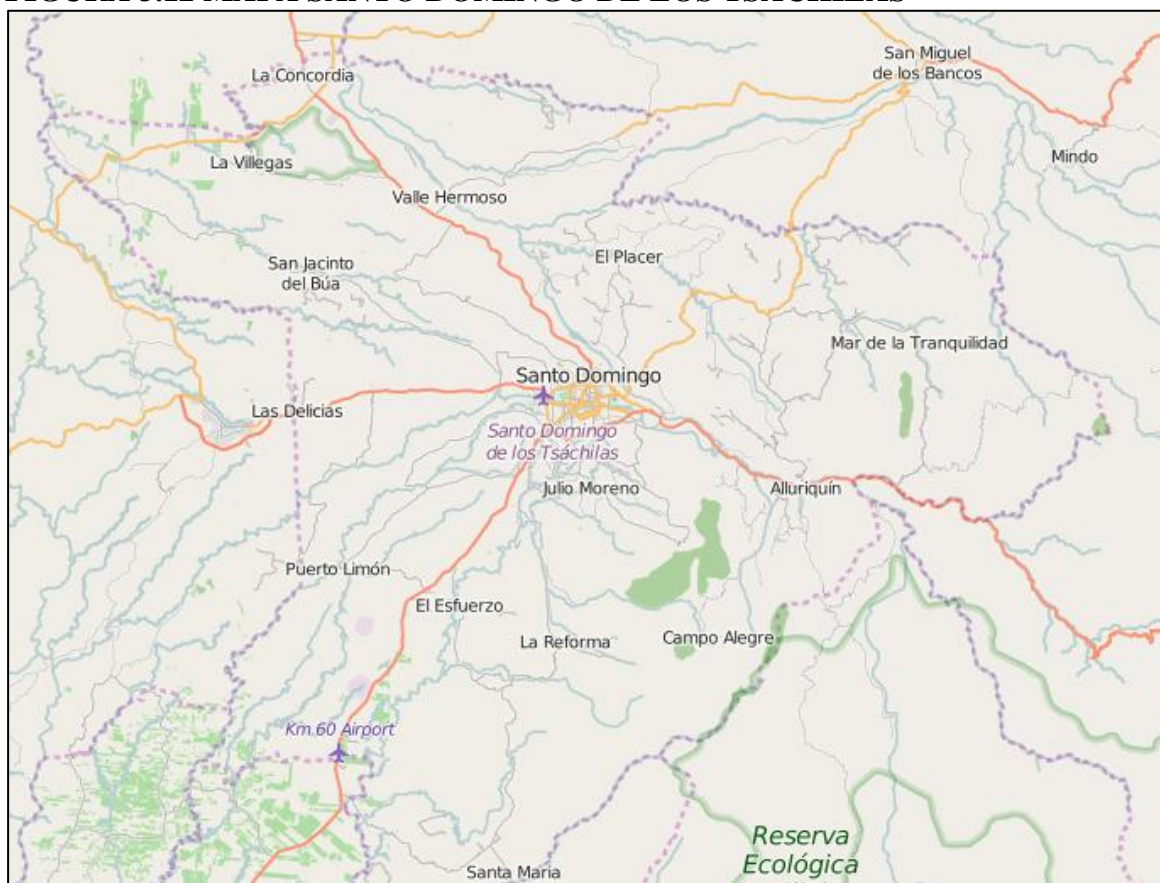 San Miguel
de los Bancos
La Concordia
La Villegas
Mindo
Valle Hermoso
El Placer
San Jacinto
del Búa
Mar de la Tranquilidad
Santo Domingo
Las Delicias
Santo Domingo
de los Tsáchilas
Julio Moreno
Alluriquín
Puerto Limón
El Esfuerzo
La Reforma
Campo Alegre
Km.60 Airport
Reserva
Ecológica
Santa Maria